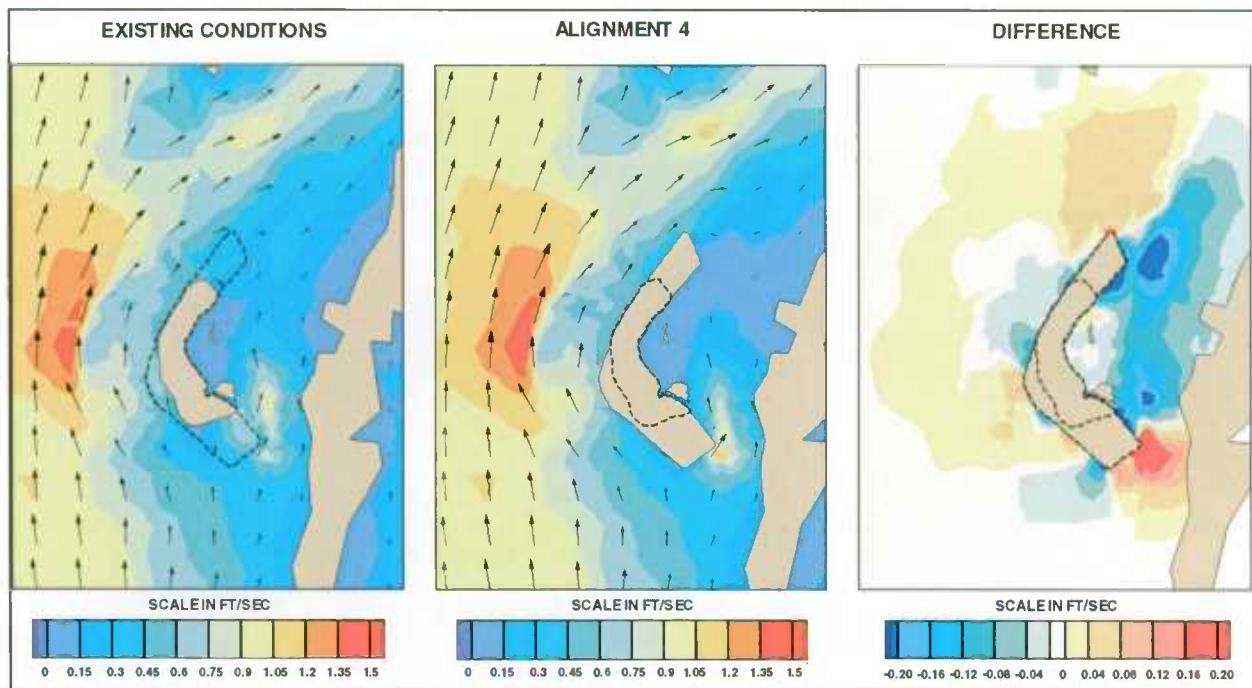 EXISTING CONDITIONS
ALIGNMENT 4
DIFFERENCE
SCALE IN FT/SEC
0 0.15 0.3 0.45 0.6 0.75 0.9 1.05 1.2 1.35 1.5
SCALE IN FT/SEC
0 0.15 0.3 0.45 0.6 0.75 0.9 1.05 1.2 1.35 1.5
SCALE IN FT/SEC
-0.20 -0.16 -0.12 -0.08 -0.04 0 0.04 0.08 0.12 0.16 0.20